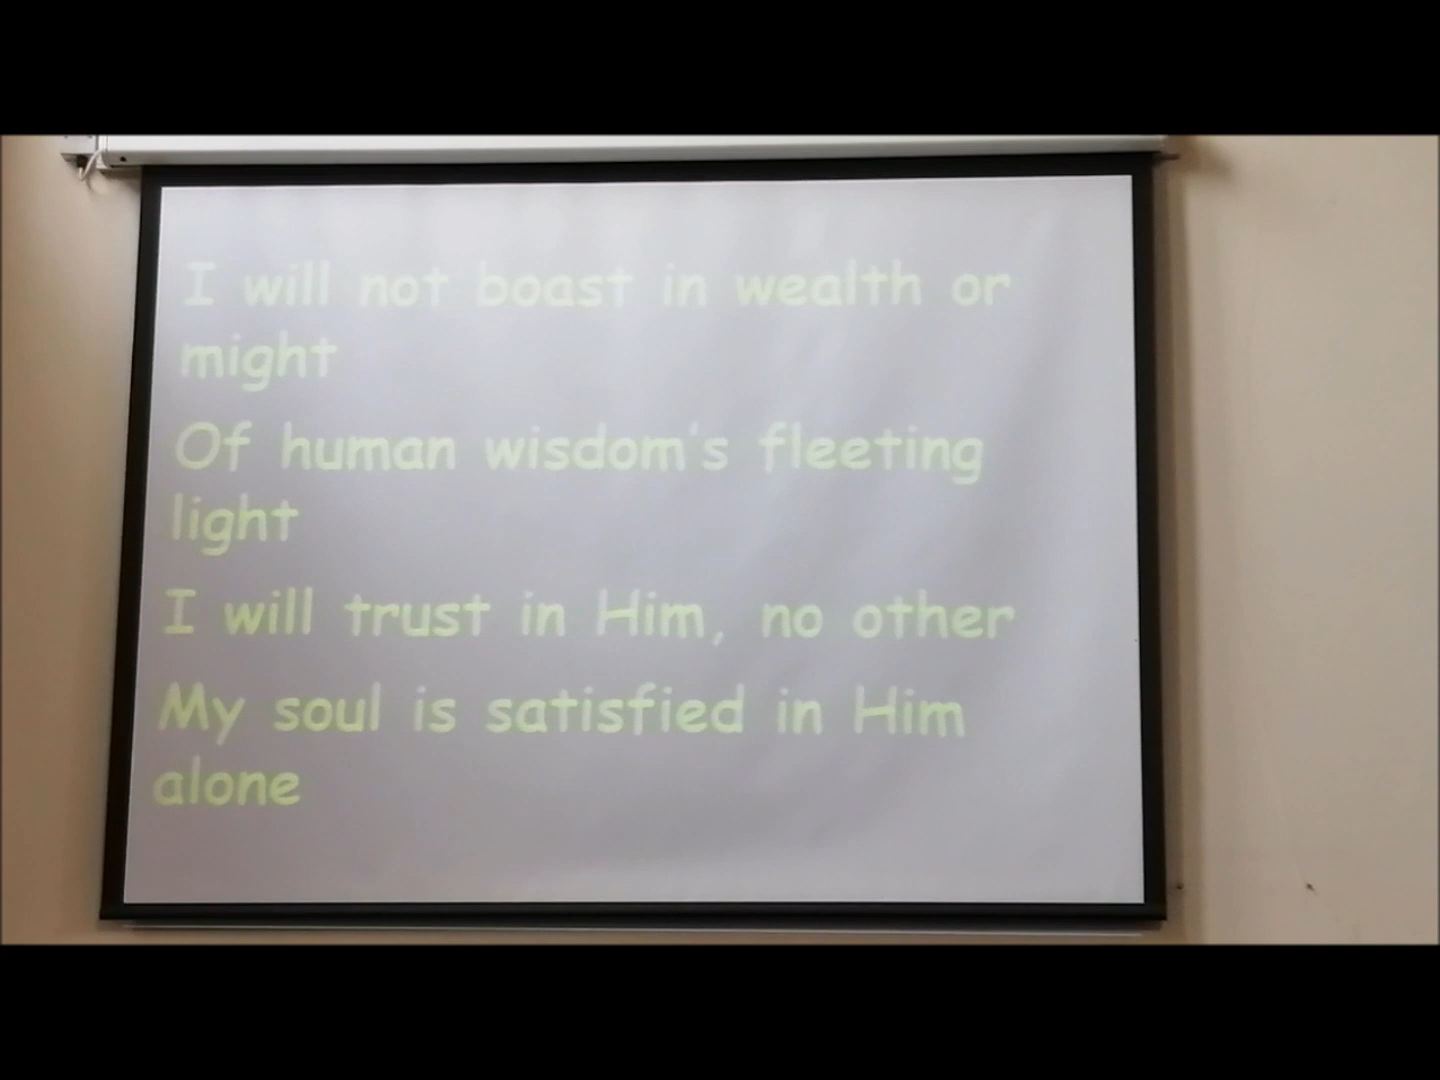 I will not boast in wealth or
might
Of human wisdom's fleeting
light
I will trust in Him, no other
My soul is satisfied in Him
alone